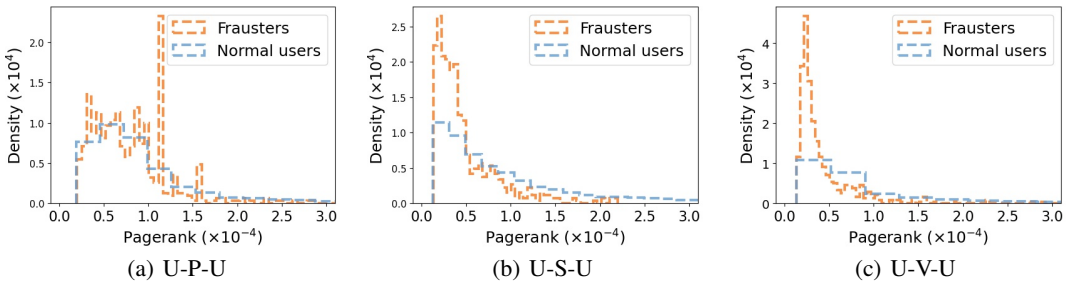 Frausters
Normal users
Density (×10⁴)
2.0
1.5
1.0
0.5
0.0
0.0 0.5 1.0 1.5 2.0 2.5 3.0
Pagerank (×10⁻⁴)
(a) U-P-U
Frausters
Normal users
Density (×10⁴)
2.5
2.0
1.5
1.0
0.5
0.0
0.0 0.5 1.0 1.5 2.0 2.5 3.0
Pagerank (×10⁻⁴)
(b) U-S-U
Frausters
Normal users
Density (×10⁴)
4
3
2
1
0
0.0 0.5 1.0 1.5 2.0 2.5 3.0
Pagerank (×10⁻⁴)
(c) U-V-U